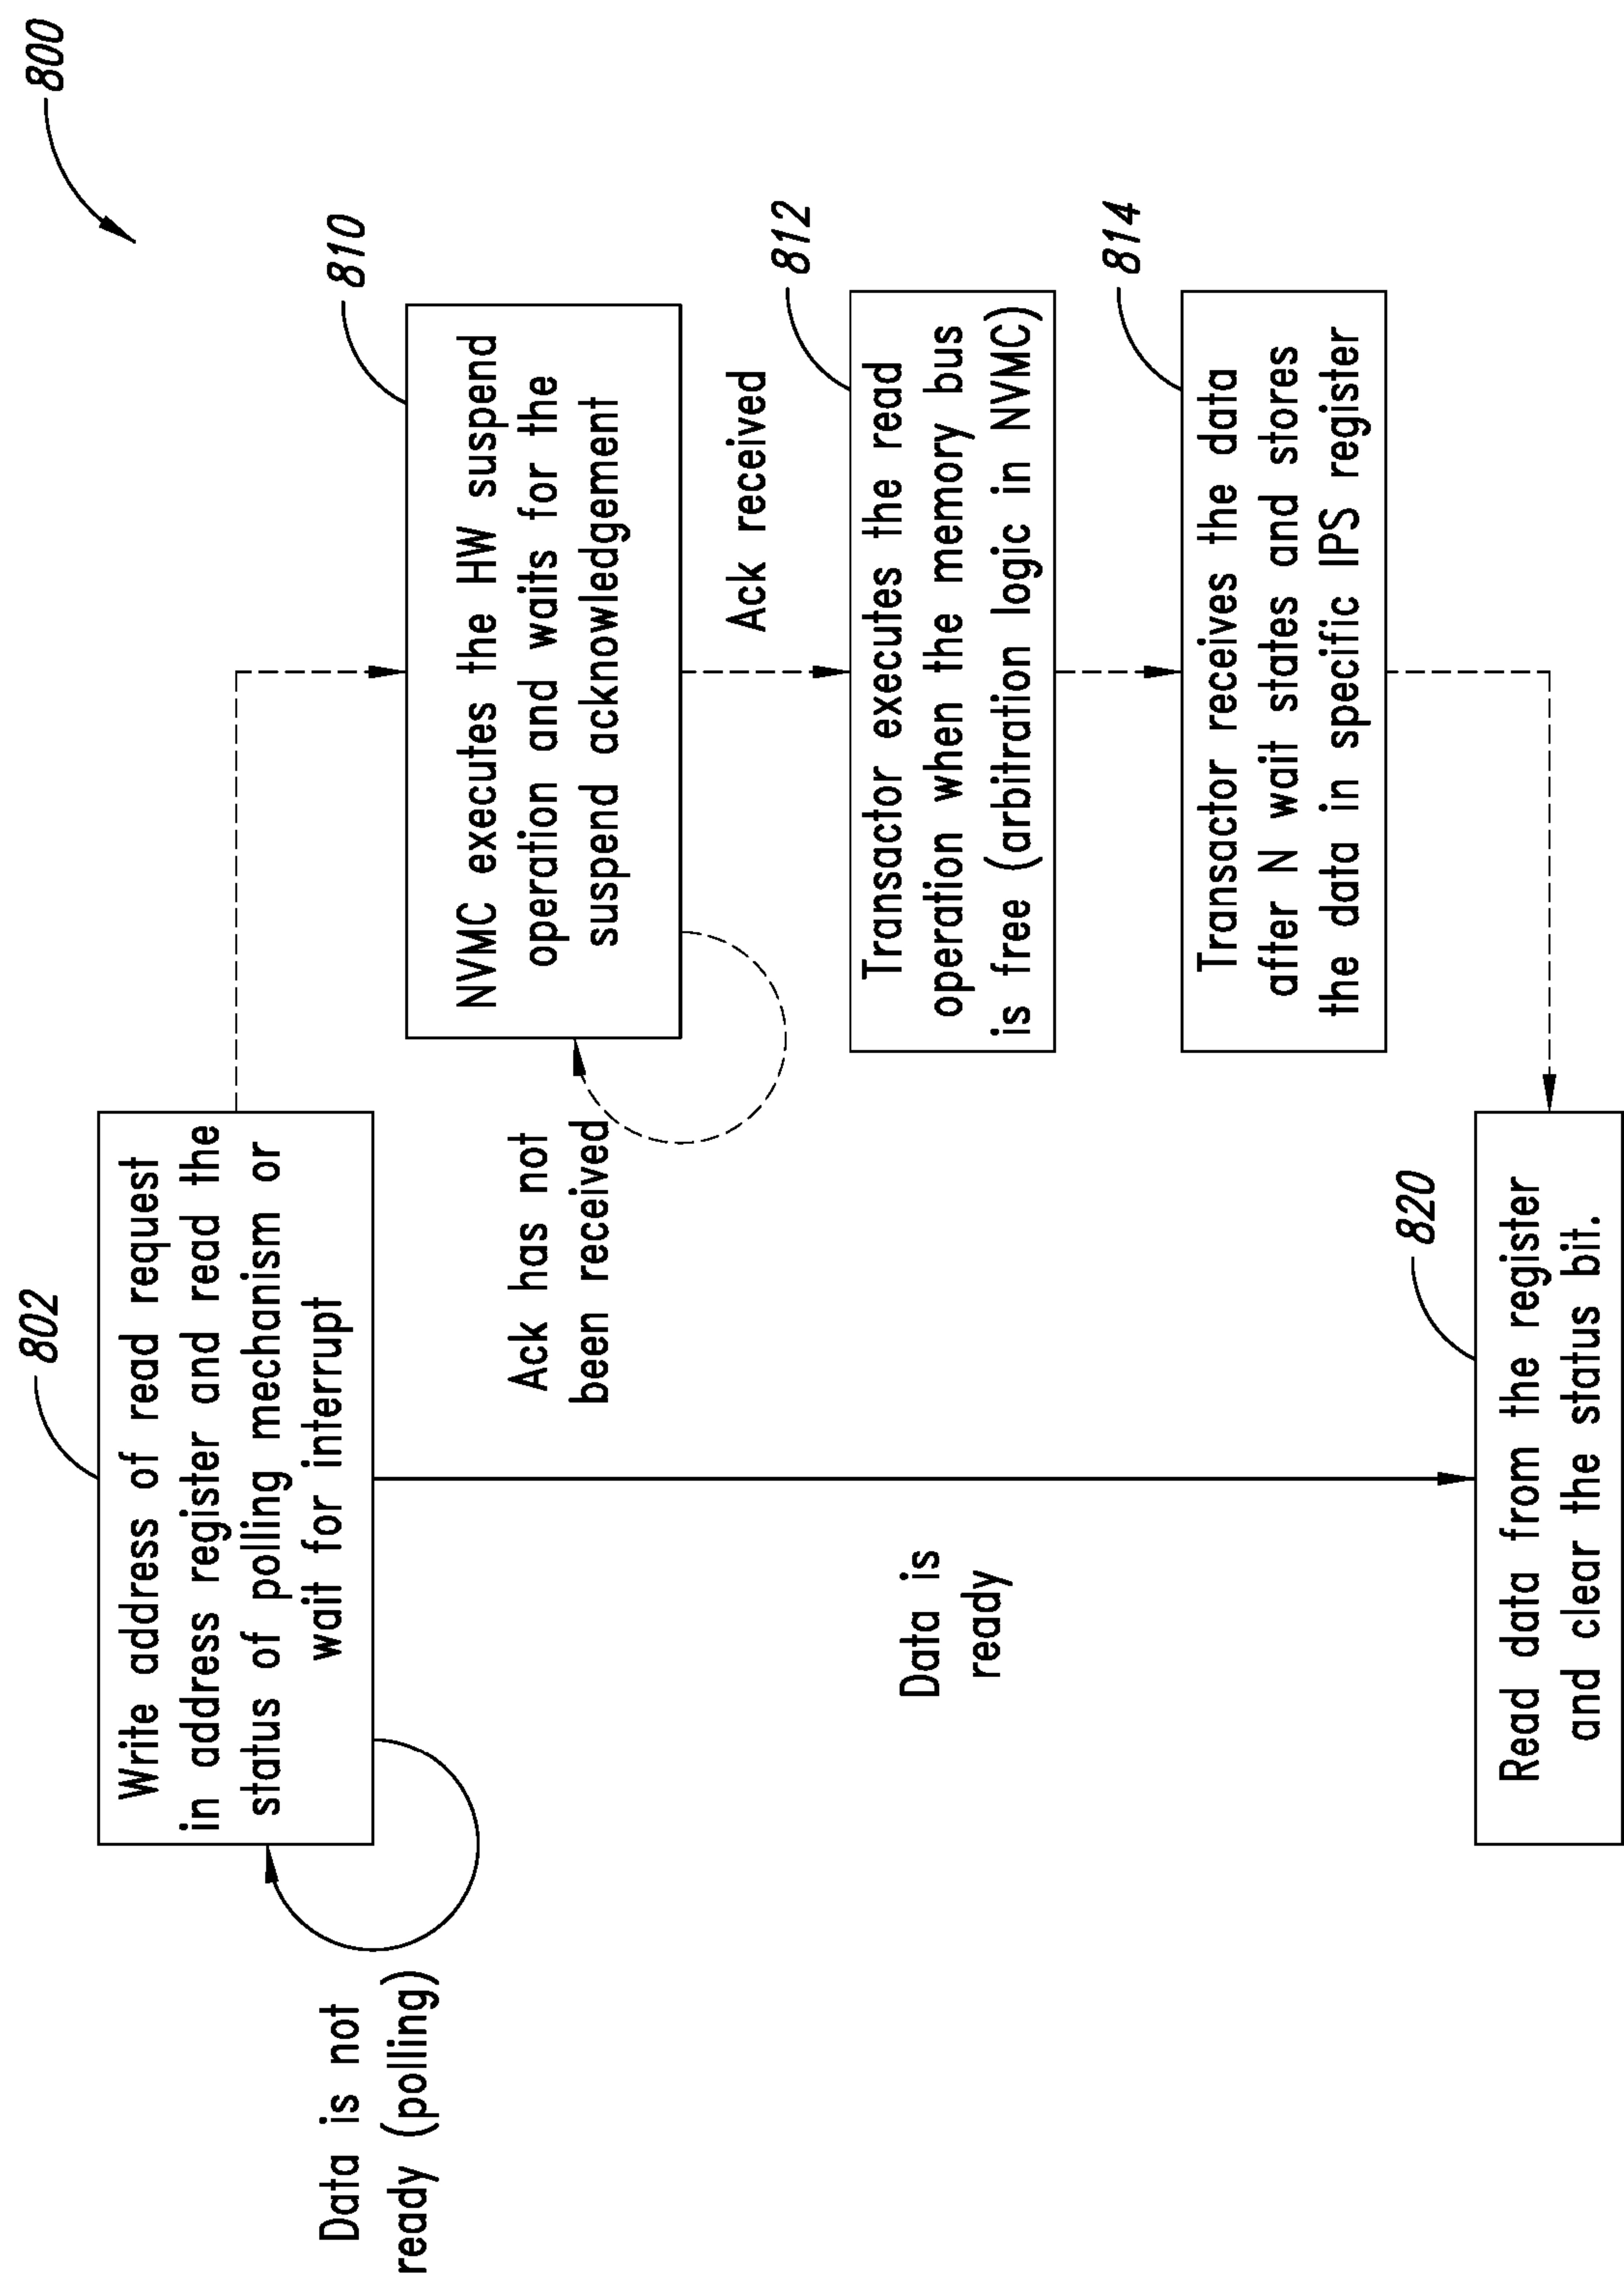 800
802
Write address of read request
in address register and read the
status of polling mechanism or
wait for interrupt
Data is not
ready (polling)
810
NVMC executes the HW suspend
operation and waits for the
suspend acknowledgement
Ack has not
been received
Ack received
812
Transactor executes the read
operation when the memory bus
is free (arbitration logic in NVMC)
Data is
ready
814
Transactor receives the data
after N wait states and stores
the data in specific IPS register
820
Read data from the register
and clear the status bit.